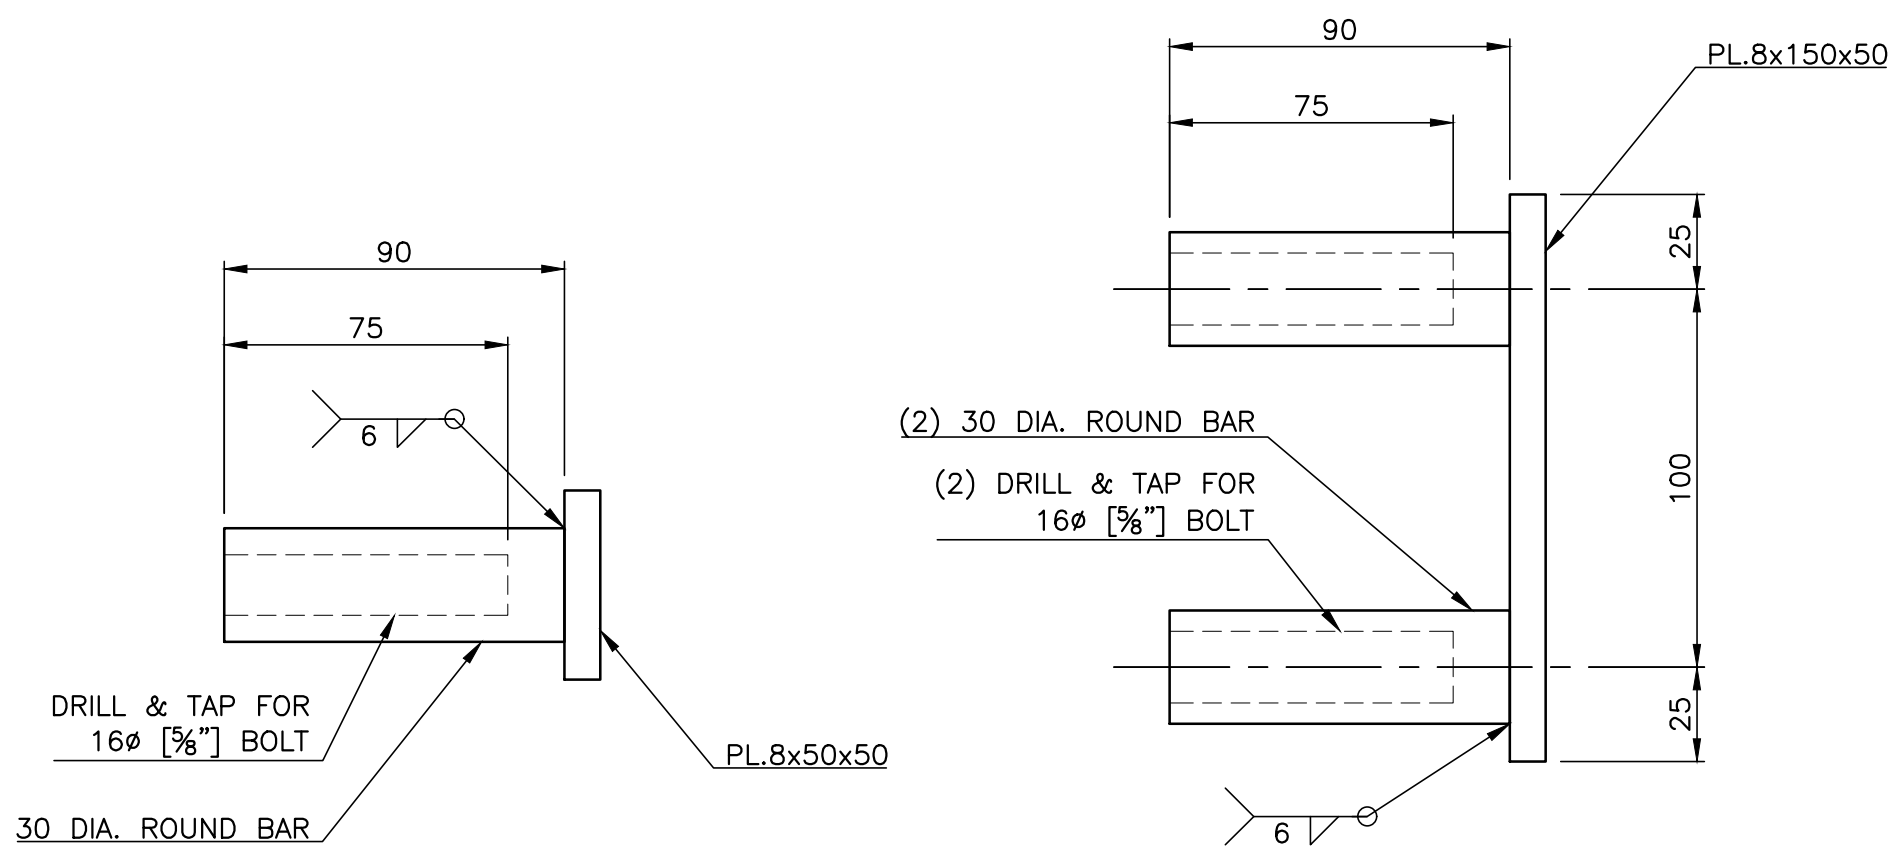 90
75
6
DRILL & TAP FOR
16ø [⅝"] BOLT
30 DIA. ROUND BAR
PL.8x50x50
90
75
PL.8x150x50
25
100
25
(2) 30 DIA. ROUND BAR
(2) DRILL & TAP FOR
16ø [⅝"] BOLT
6